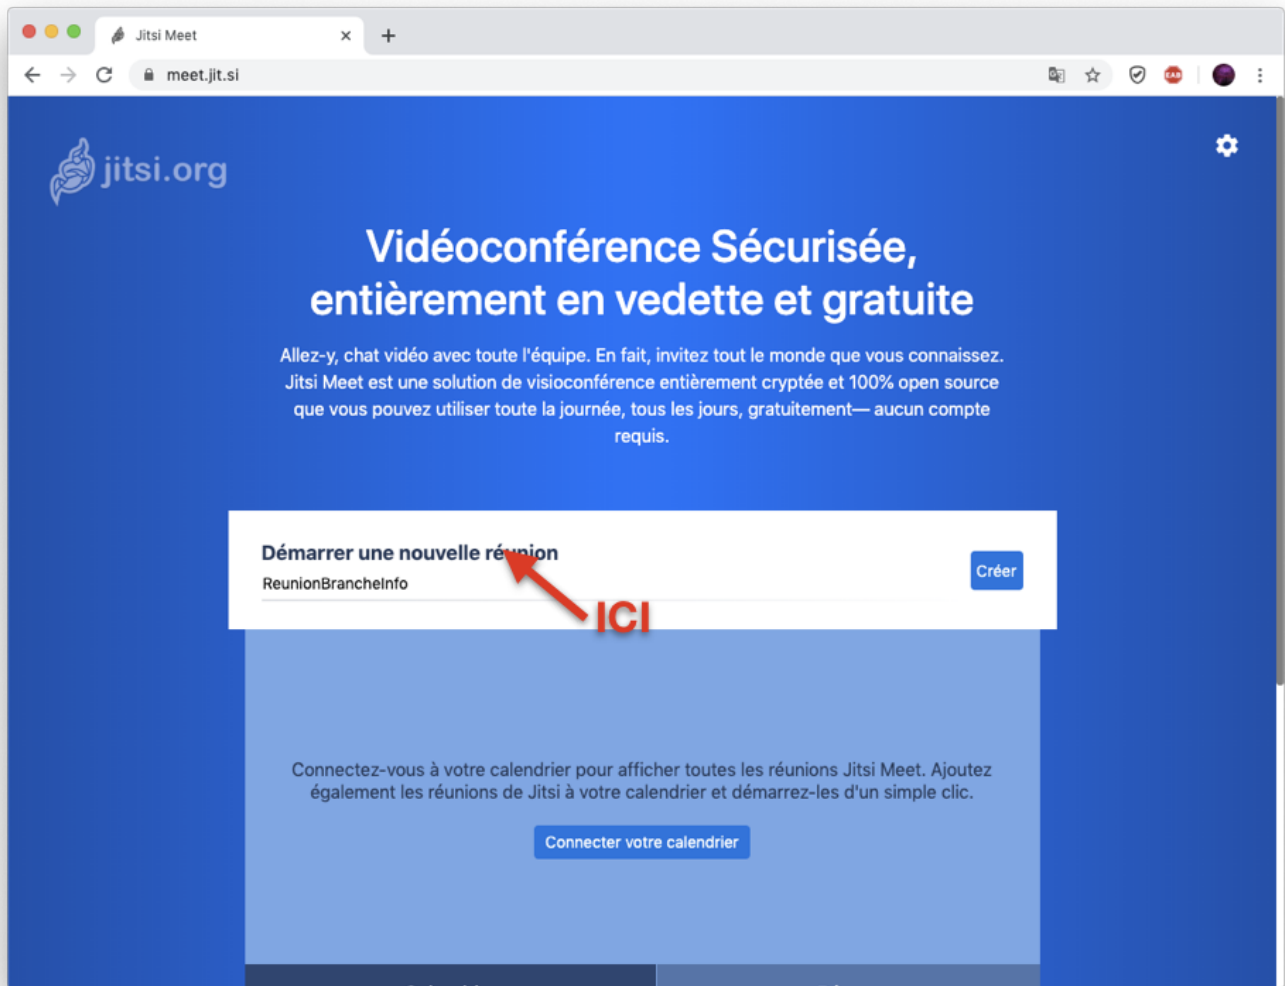 Jitsi Meet
meet.jit.si
EAB
jitsi.org
Vidéoconférence Sécurisée,
entièrement en vedette et gratuite
Allez-y, chat vidéo avec toute l'équipe. En fait, invitez tout le monde que vous connaissez.
Jitsi Meet est une solution de visioconférence entièrement cryptée et 100% open source
que vous pouvez utiliser toute la journée, tous les jours, gratuitement— aucun compte
requis.
Démarrer une nouvelle réunion
ReunionBrancheInfo
Créer
ICI
Connectez-vous à votre calendrier pour afficher toutes les réunions Jitsi Meet. Ajoutez
également les réunions de Jitsi à votre calendrier et démarrez-les d'un simple clic.
Connecter votre calendrier